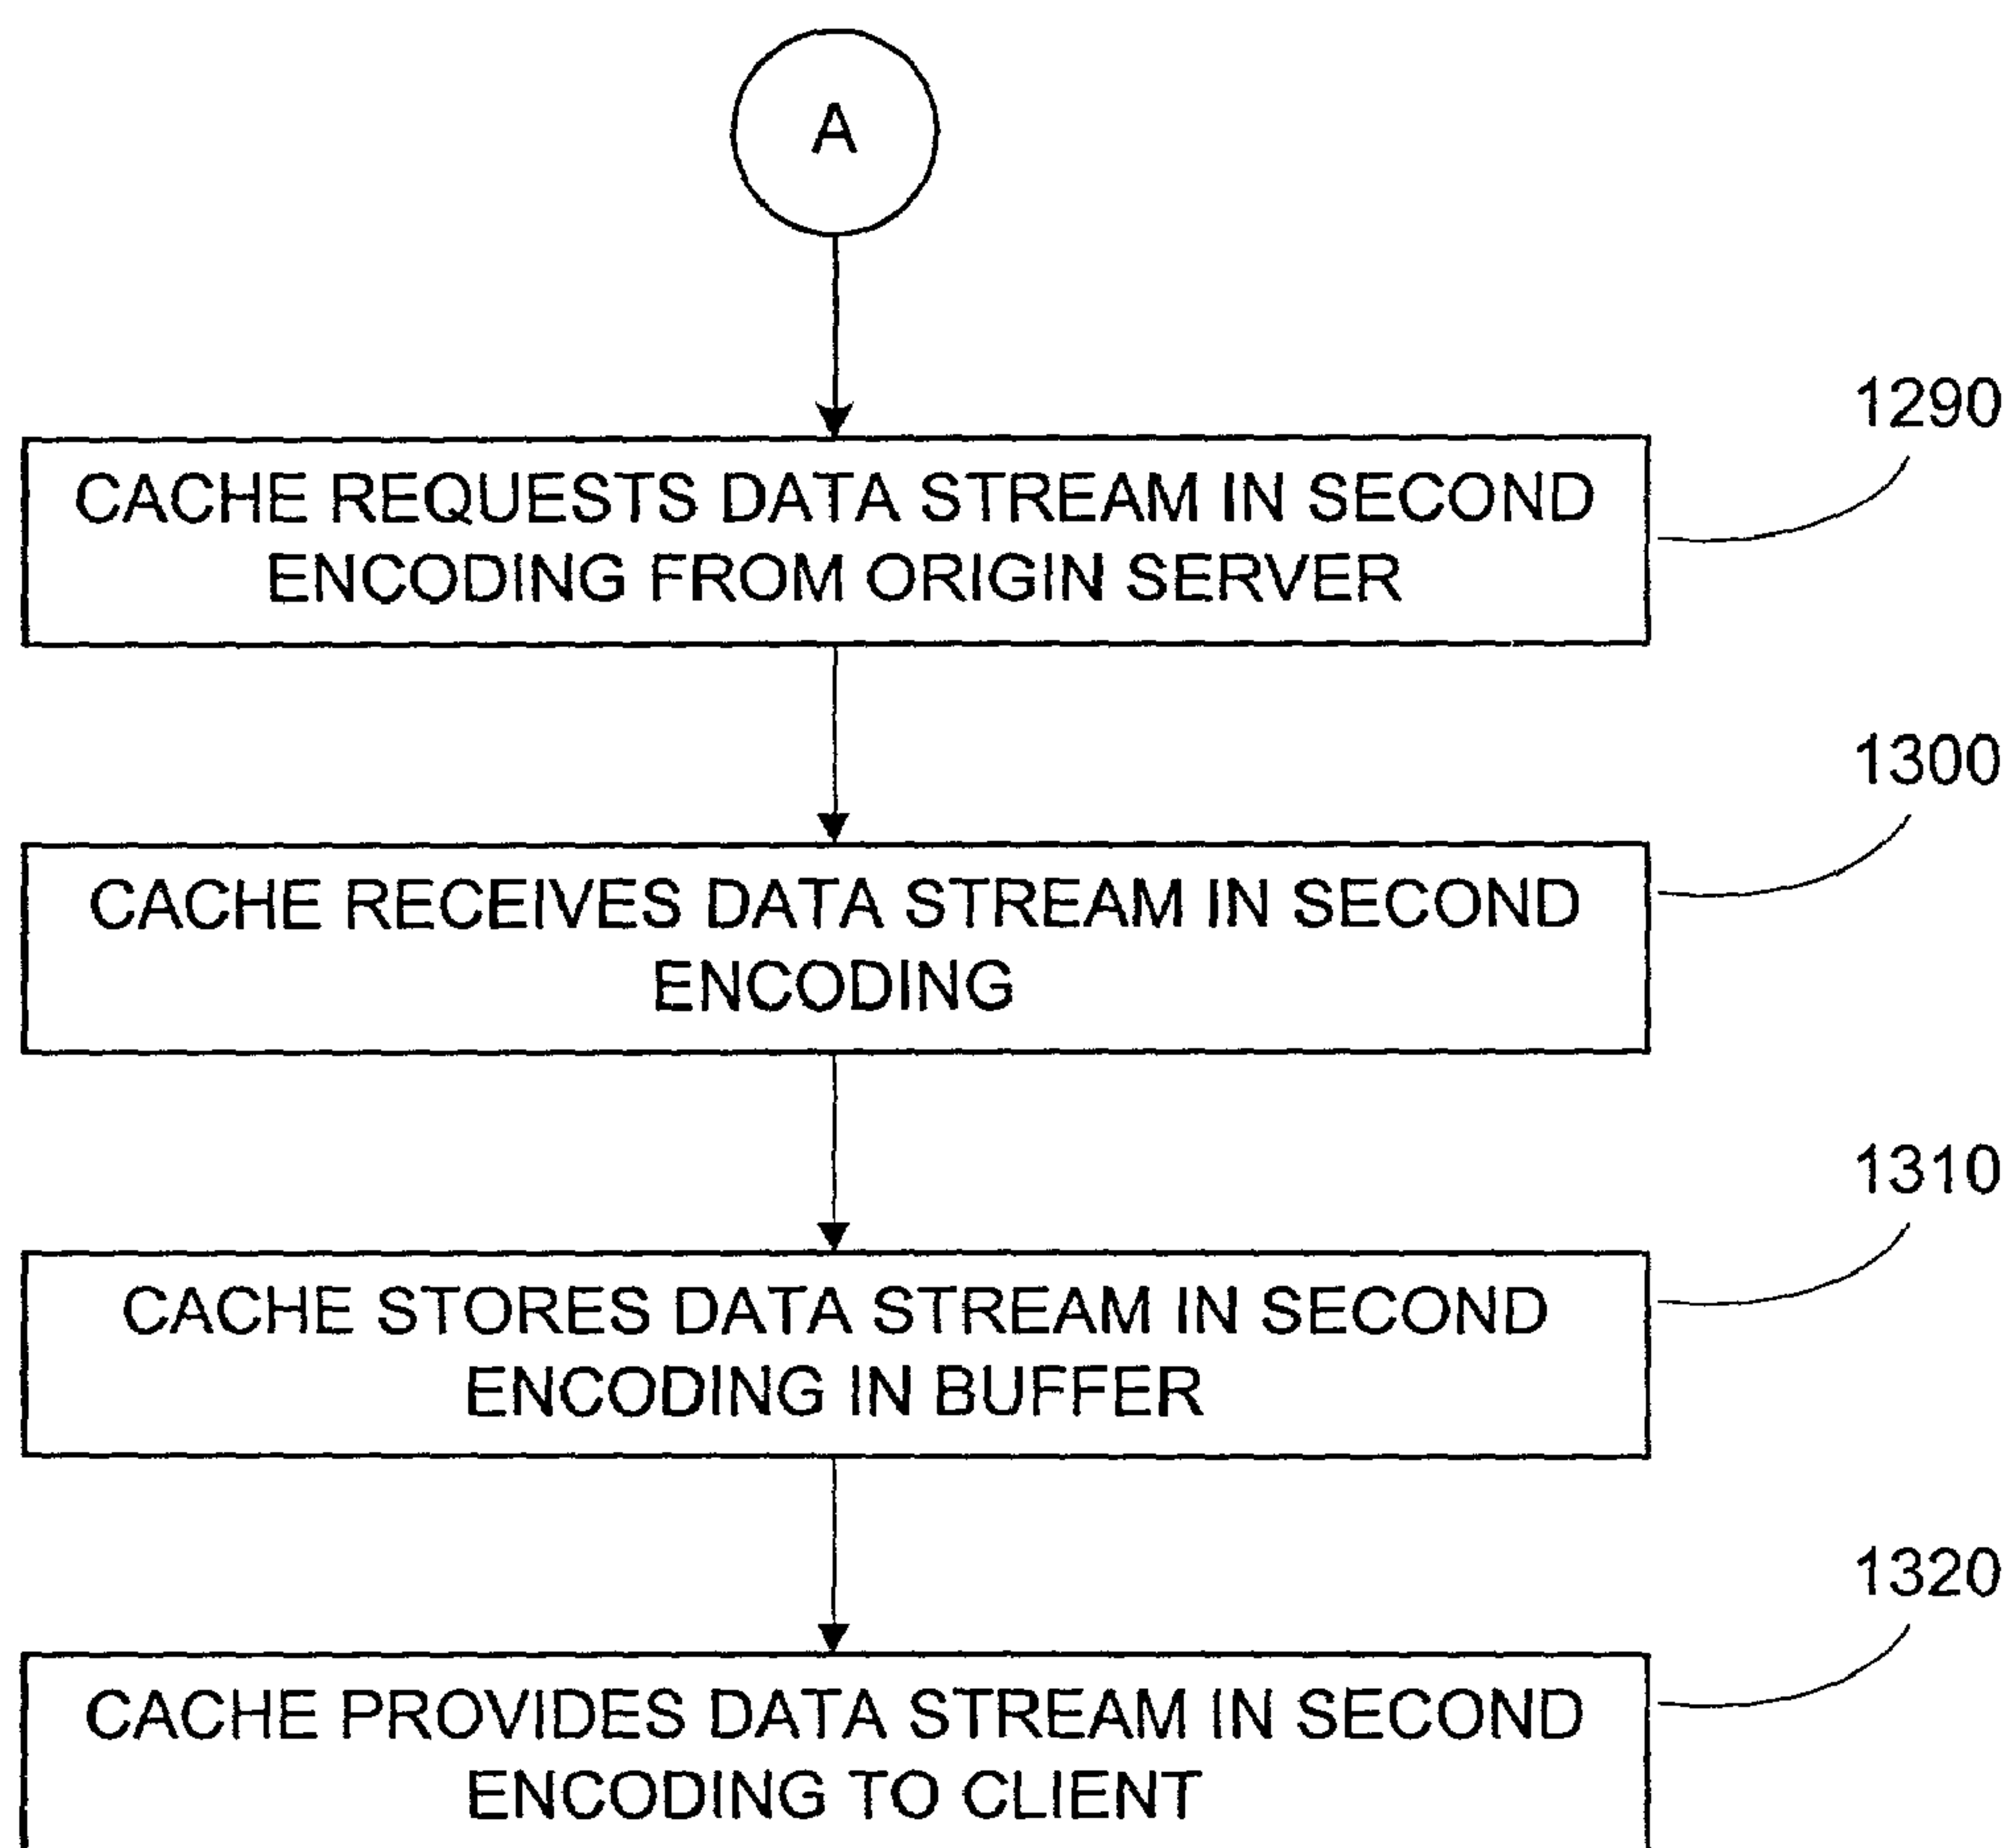 A
1290
CACHE REQUESTS DATA STREAM IN SECOND
ENCODING FROM ORIGIN SERVER
1300
CACHE RECEIVES DATA STREAM IN SECOND
ENCODING
1310
CACHE STORES DATA STREAM IN SECOND
ENCODING IN BUFFER
1320
CACHE PROVIDES DATA STREAM IN SECOND
ENCODING TO CLIENT